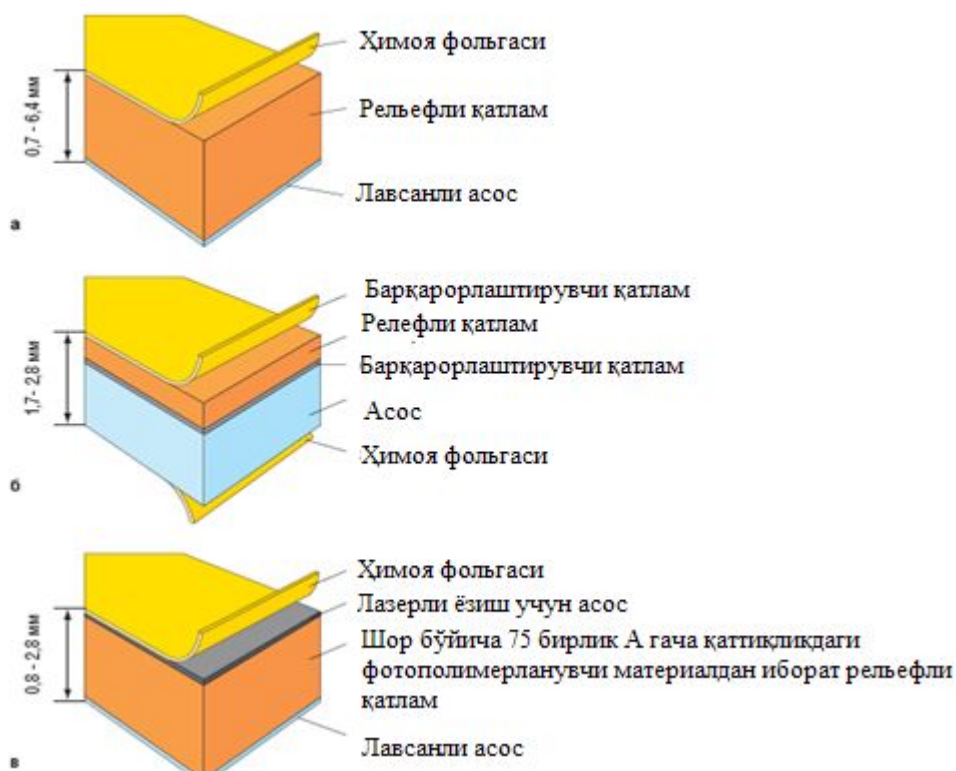 Ҳимоя фольгаси
0,7 - 6,4 мм
Рельефли қатлам
Лавсанли асос
а
Барқарорлаштирувчи қатлам
Релефли қатлам
1,7- 2,8 мм
Барқарорлаштирувчи қатлам
Асос
Ҳимоя фольгаси
б
Ҳимоя фольгаси
Лазерли ёзиш учун асос
0,8 - 2,8 мм
Шор бўйича 75 бирлик А гача қаттиқликдаги
фотополимерланувчи материалдан иборат рельефли
қатлам
Лавсанли асос
в